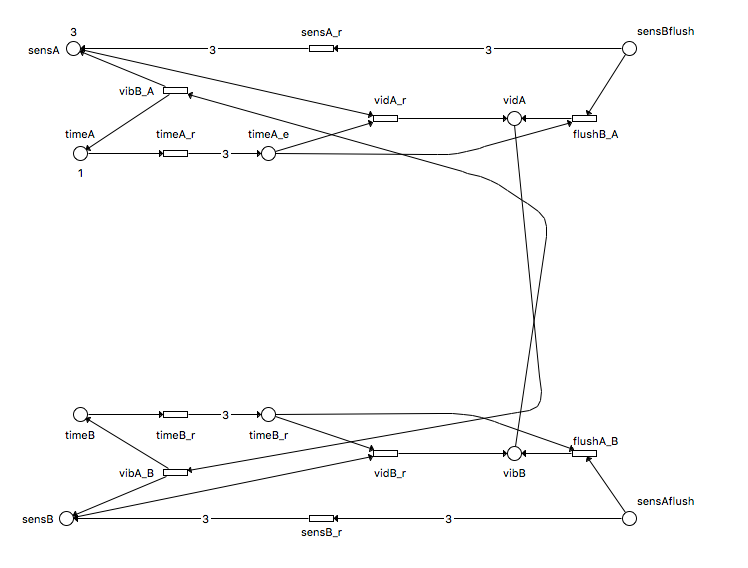 3
sensA_r
sensBflush
sensA
3
3
vibB_A
vidA_r
vidA
timeA
timeA_r
timeA_e
flushB_A
3
1
3
timeB
timeB_r
timeB_r
flushA_B
vibA_B
vidB_r
vibB
sensAflush
sensB
3
3
sensB_r